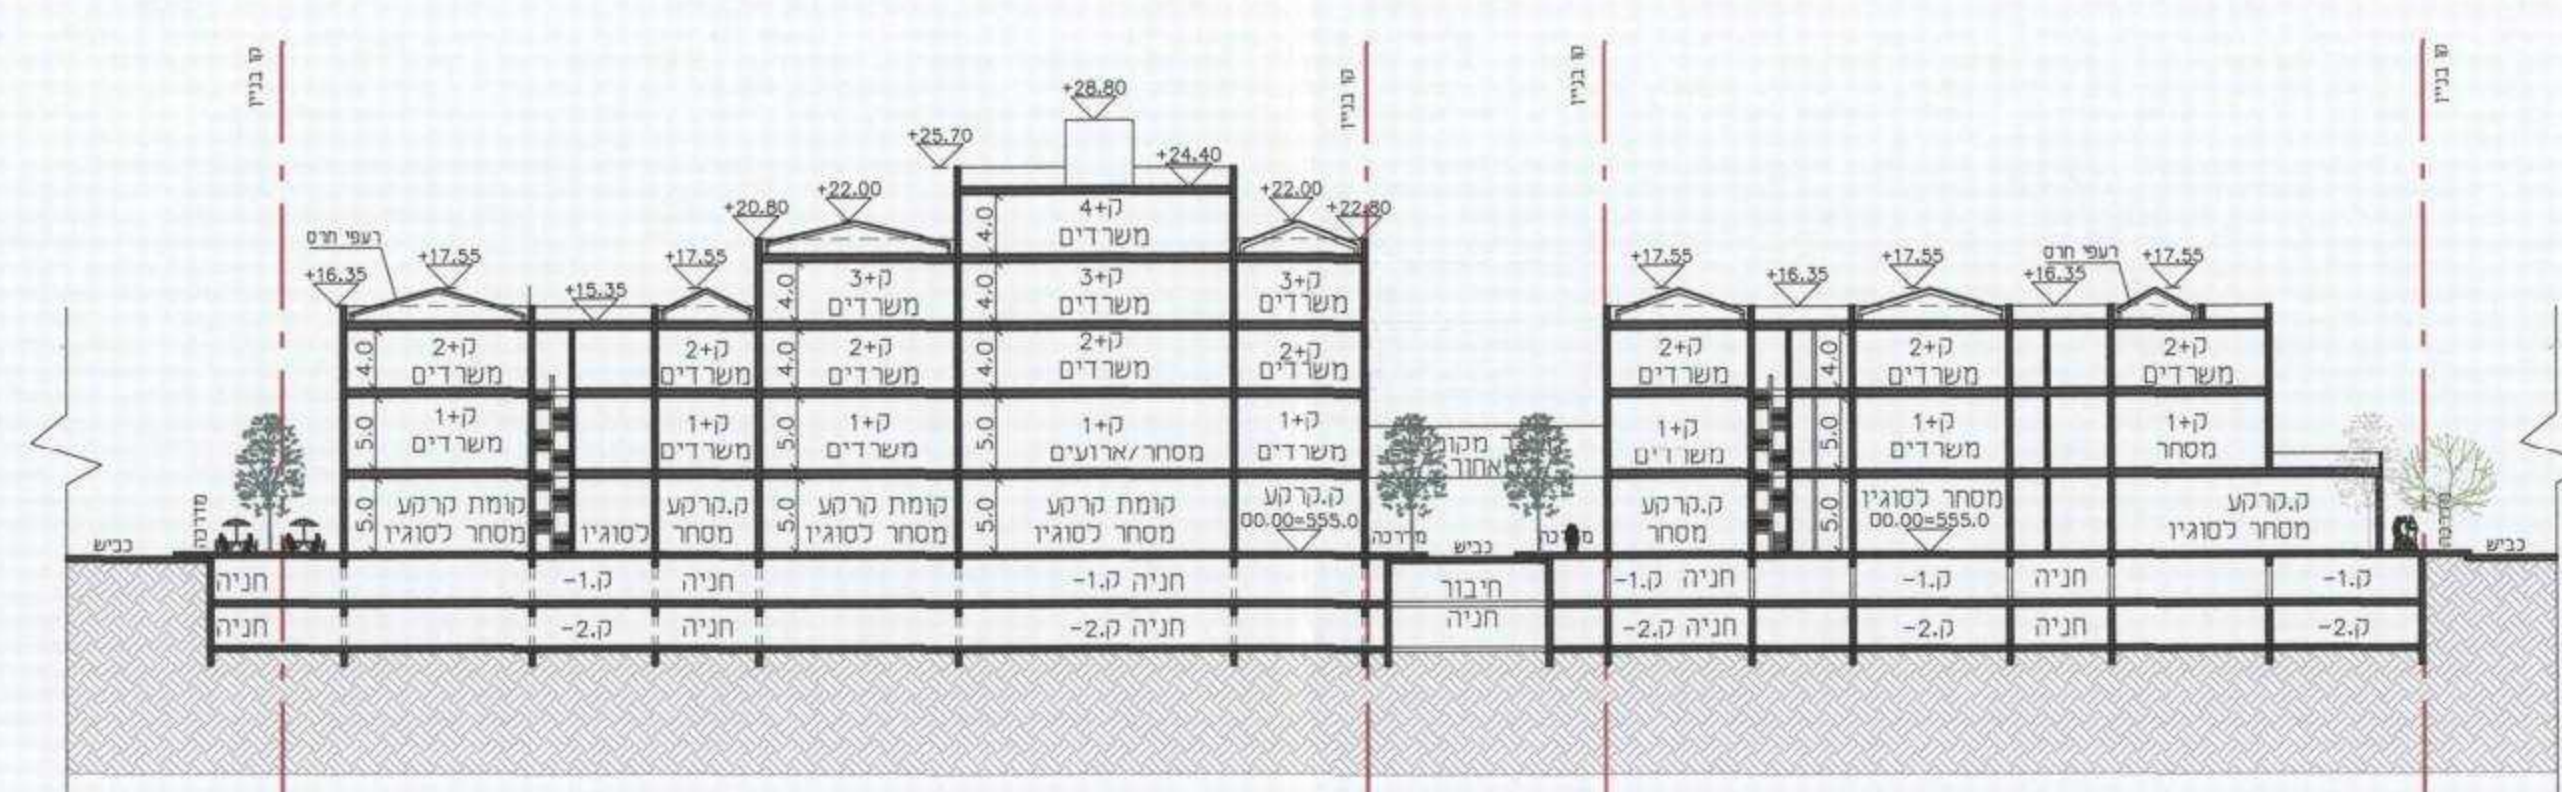 קו בניין
קו בניין
קו בניין
קו בניין
+28.80
+25.70
+24.40
+22.00
+22.00
+20.80
+22.80
רעפי חרס
+17.55
+17.55
+16.35
+15.35
+17.55
+16.35
+17.55
רעפי חרס
+16.35
+17.55
4.0
ק+4
משרדים
4.0
ק+3
משרדים
4.0
ק+3
משרדים
ק+3
משרדים
4.0
ק+2
משרדים
ק+2
משרדים
4.0
ק+2
משרדים
4.0
ק+2
משרדים
ק+2
משרדים
ק+2
משרדים
4.0
ק+2
משרדים
ק+2
משרדים
5.0
ק+1
משרדים
ק+1
משרדים
5.0
ק+1
משרדים
5.0
ק+1
מסחר/ארועים
ק+1
משרדים
אחור
ק+1
משרדים
5.0
ק+1
משרדים
ק+1
מסחר
כביש
מדרכה
5.0
קומת קרקע
מסחר לסוגיו
לסוגיו
ק.קרקע
מסחר
5.0
קומת קרקע
מסחר לסוגיו
5.0
קומת קרקע
מסחר לסוגיו
ק.קרקע
00.00=555.0
מדרכה
כביש
ק.קרקע
מסחר
5.0
מסחר לסוגיו
00.00=555.0
ק.קרקע
מסחר לסוגיו
מדרכה
כביש
חניה
ק.1-
חניה
חניה ק.1-
חיבור
חניה
חניה ק.1-
ק.1-
חניה
ק.1-
חניה
ק.2-
חניה
חניה ק.2-
חניה ק.2-
ק.2-
חניה
ק.2-